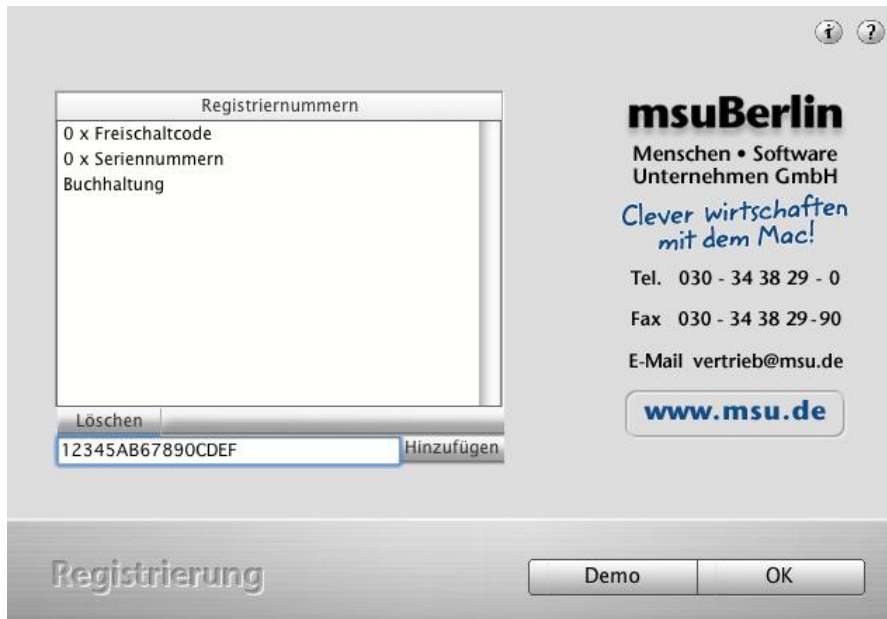 Registriernummern
0 x Freischaltcode
0 x Seriennummern
Buchhaltung
Löschen
12345AB67890CDEF
Hinzufügen
i ?
msuBerlin
Menschen • Software
Unternehmen GmbH
Clever wirtschaften
mit dem Mac!
Tel. 030 - 34 38 29 - 0
Fax 030 - 34 38 29 - 90
E-Mail vertrieb@msu.de
www.msu.de
Registrierung
Demo
OK